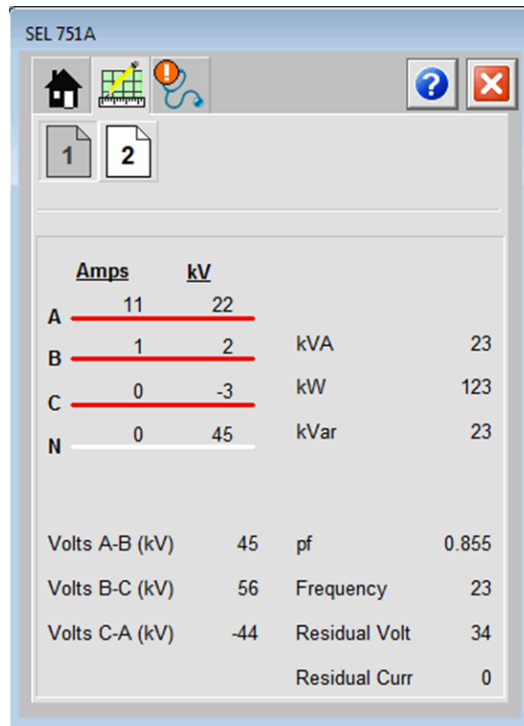 SEL 751A
1 2
Amps kV
A 11 22
B 1 2 kVA 23
C 0 -3 kW 123
N 0 45 kVar 23
Volts A-B (kV) 45 pf 0.855
Volts B-C (kV) 56 Frequency 23
Volts C-A (kV) -44 Residual Volt 34
Residual Curr 0